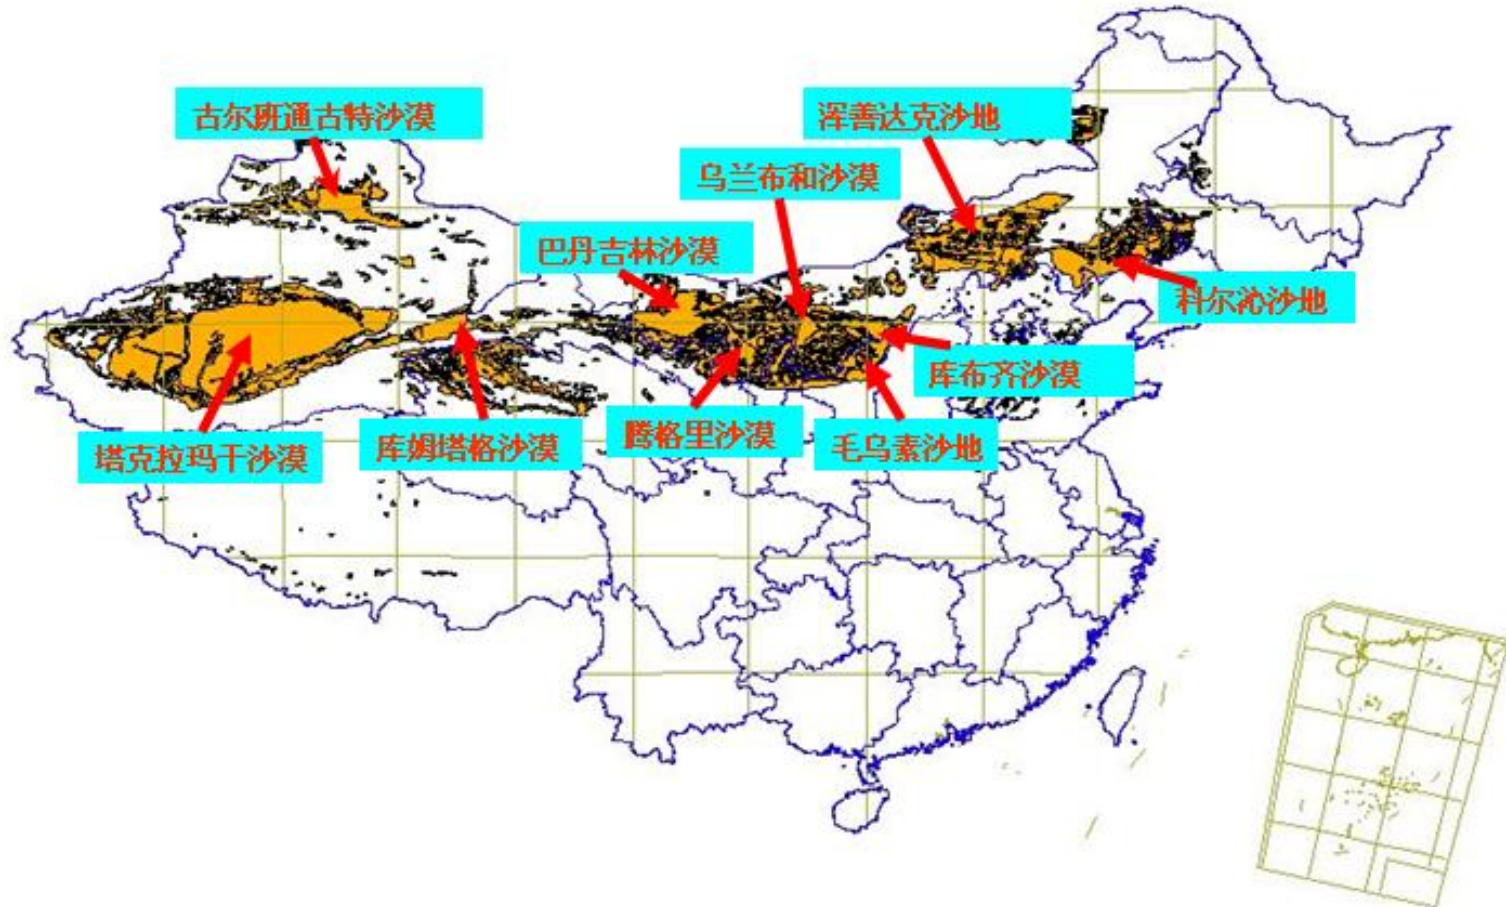 古尔班通古特沙漠
浑善达克沙地
乌兰布和沙漠
巴丹吉林沙漠
科尔沁沙地
库布齐沙漠
塔克拉玛干沙漠
库姆塔格沙漠
腾格里沙漠
毛乌素沙地